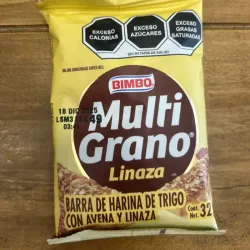 EXCESO CALORÍAS
EXCESO AZÚCARES
EXCESO GRASAS SATURADAS
SECRETARÍA DE SALUD
BIMBO
18 DIC
Multi
Grano
Linaza
BARRA DE HARINA DE TRIGO
CON AVENA Y LINAZA
Cont. Net. 32